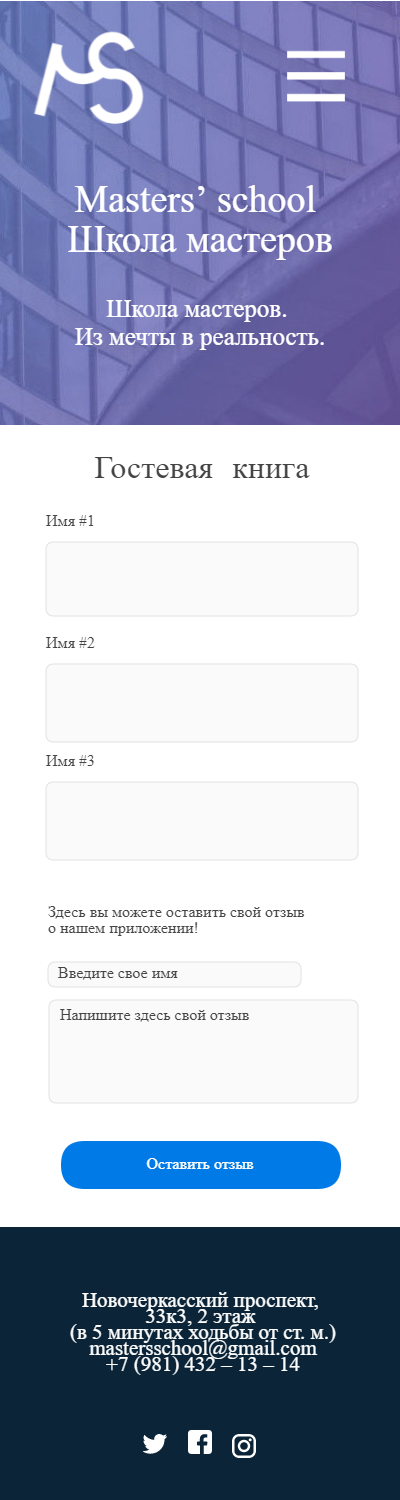 MS
Masters’ school
Школа мастеров
Школа мастеров.
Из мечты в реальность.
Гостевая книга
Имя #1
Имя #2
Имя #3
Здесь вы можете оставить свой отзыв
о нашем приложении!
Введите свое имя
Напишите здесь свой отзыв
Оставить отзыв
Новочеркасский проспект,
33к3, 2 этаж
(в 5 минутах ходьбы от ст. м.)
mastersschool@gmail.com
+7 (981) 432 – 13 – 14